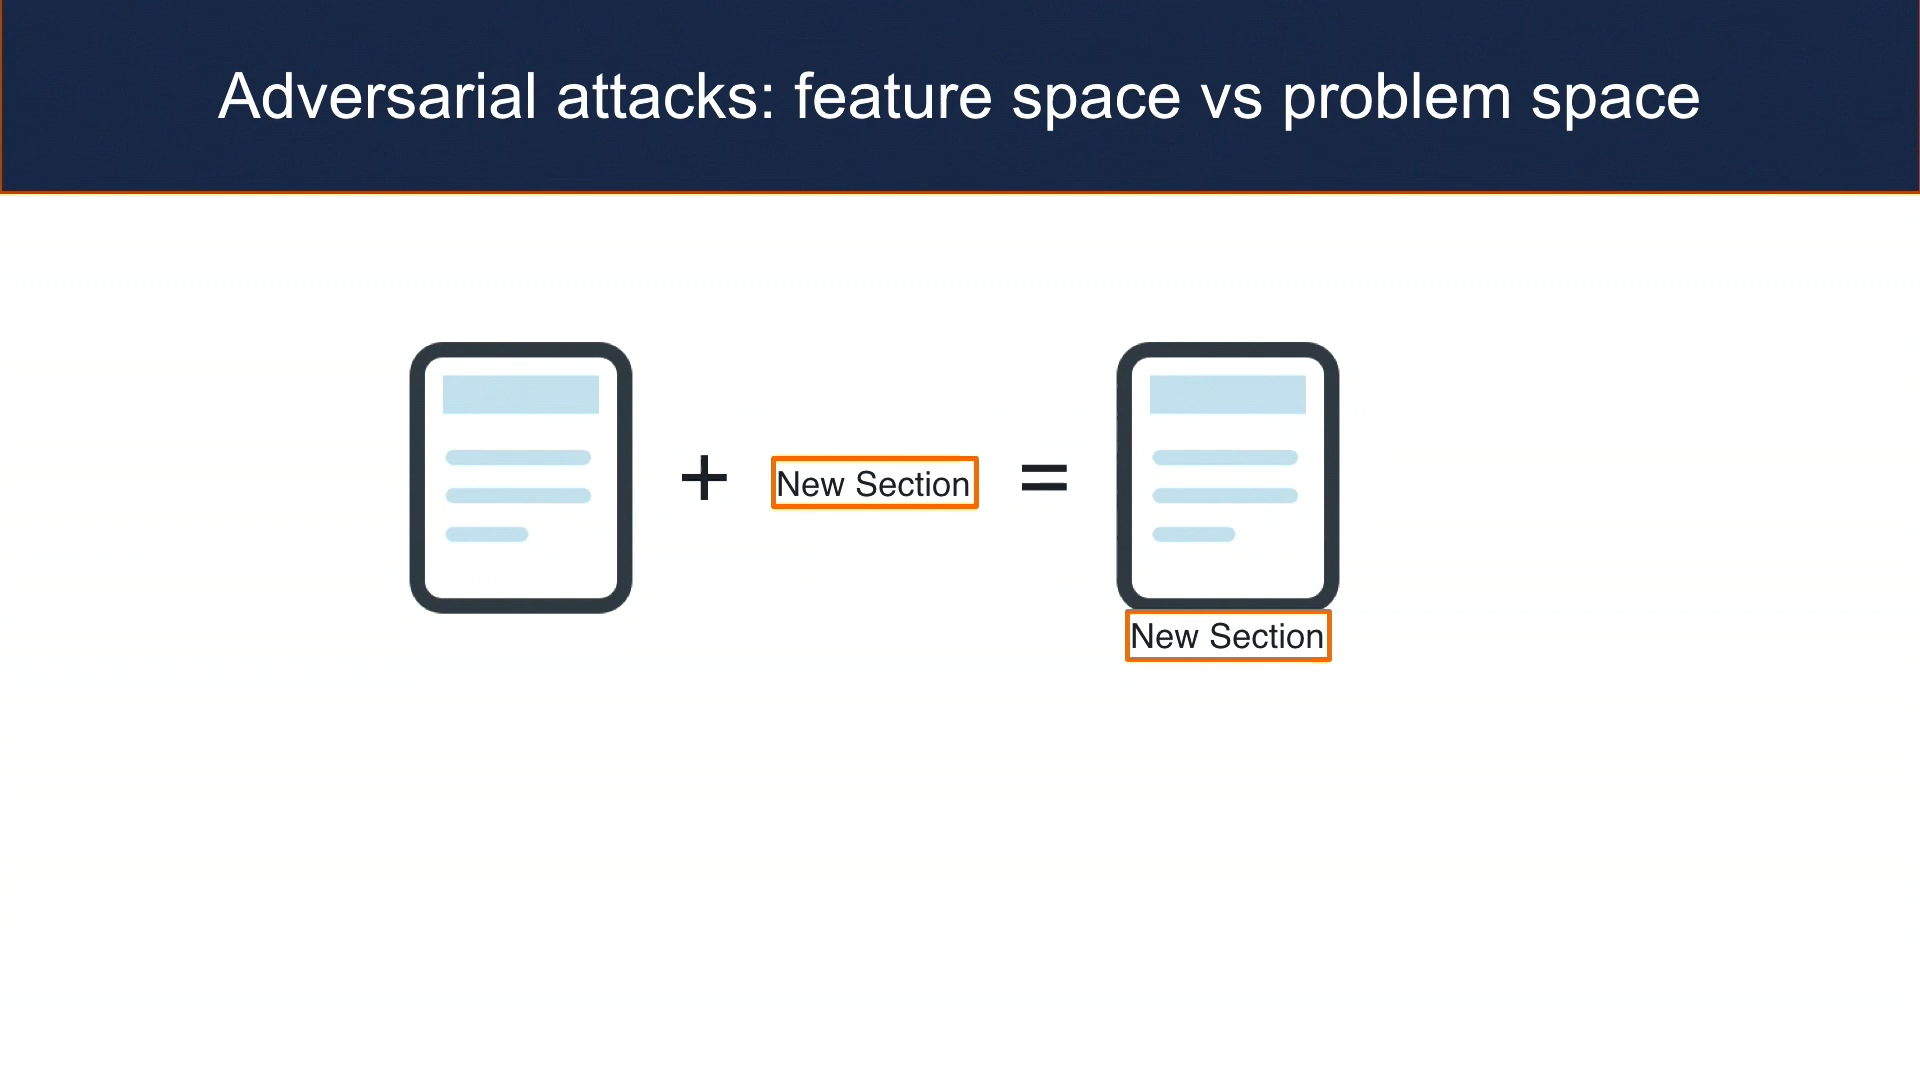 Adversarial attacks: feature space vs problem space
+ New Section =
New Section